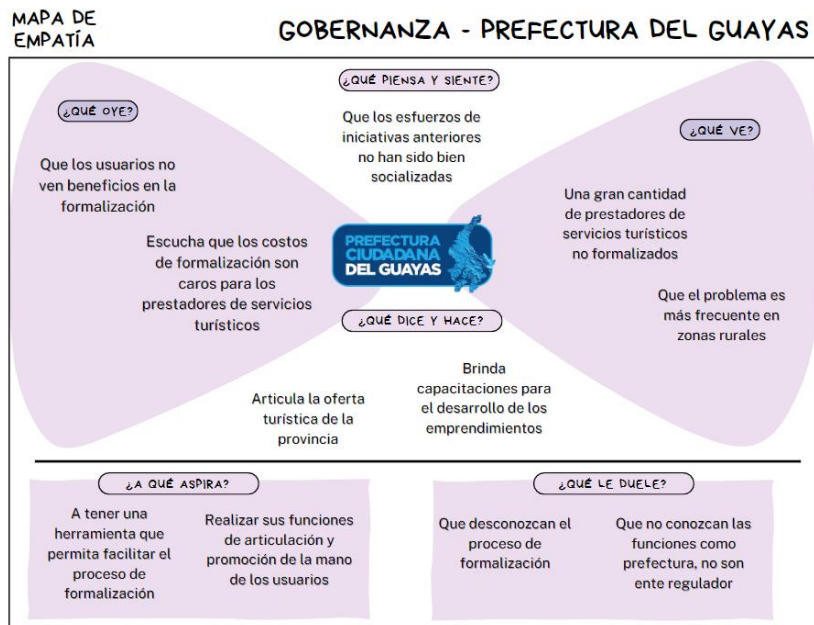 MAPA DE
EMPATÍA
GOBERNANZA - PREFECTURA DEL GUAYAS
¿QUÉ PIENSA Y SIENTE?
Que los esfuerzos de
iniciativas anteriores
no han sido bien
socializadas
¿QUÉ OYE?
Que los usuarios no
ven beneficios en la
formalización
Escucha que los costos
de formalización son
caros para los
prestadores de servicios
turísticos
PREFECTURA
CIUDADANA
DEL GUAYAS
¿QUÉ VE?
Una gran cantidad
de prestadores de
servicios turísticos
no formalizados
Que el problema es
más frecuente en
zonas rurales
¿QUÉ DICE Y HACE?
Articula la oferta
turística de la
provincia
Brinda
capacitaciones para
el desarrollo de los
emprendimientos
¿A QUÉ ASPIRA?
A tener una
herramienta que
permita facilitar el
proceso de
formalización
Realizar sus funciones
de articulación y
promoción de la mano
de los usuarios
¿QUÉ LE DUELE?
Que desconozcan el
proceso de
formalización
Que no conozcan las
funciones como
prefectura, no son
ente regulador